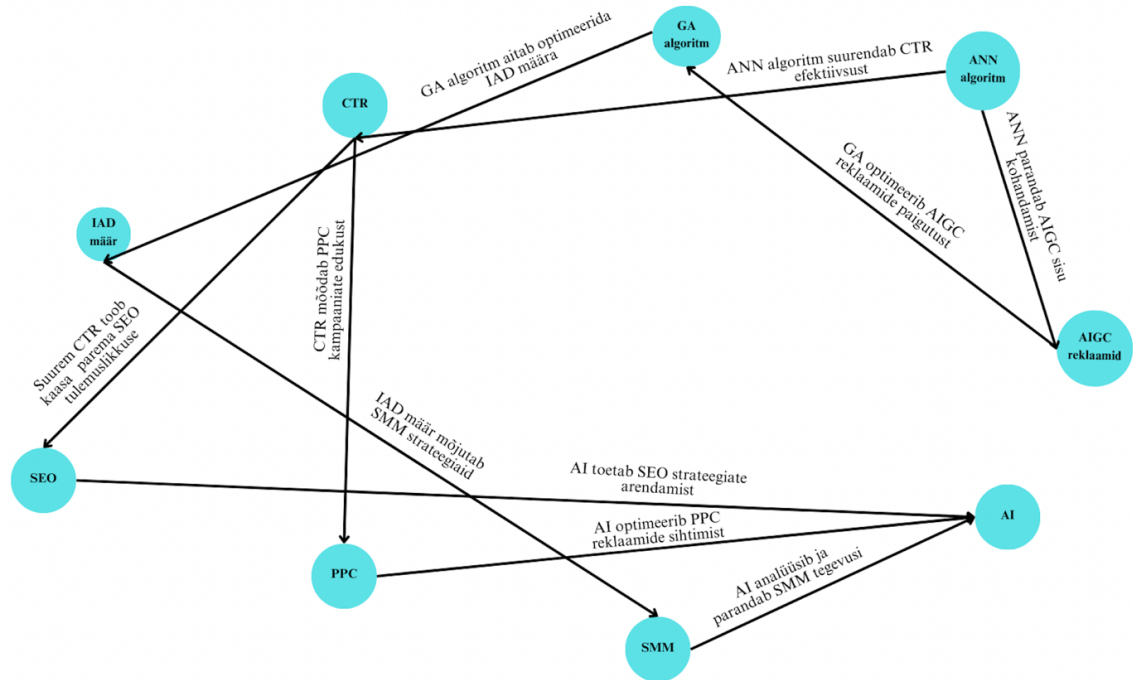 GA
algoritm
ANN
algoritm
CTR
IAD
määr
AIGC
reklaamid
SEO
AI
PPC
SMM
GA algoritm aitab optimeerida
IAD määra
ANN algoritm suurendab CTR
efektiivsust
ANN parandab AIGC sisu
kohandamist
GA optimeerib AIGC
reklaamide paigutust
CTR mõõdab PPC
kampaaniate edukust
Suurem CTR toob
kaasa parema SEO
tulemuslikkuse
IAD määr mõjutab
SMM strateegiaid
AI toetab SEO strateegiate
arendamist
AI optimeerib PPC
reklaamide sihtimist
AI analüüsib ja
parandab SMM tegevusi